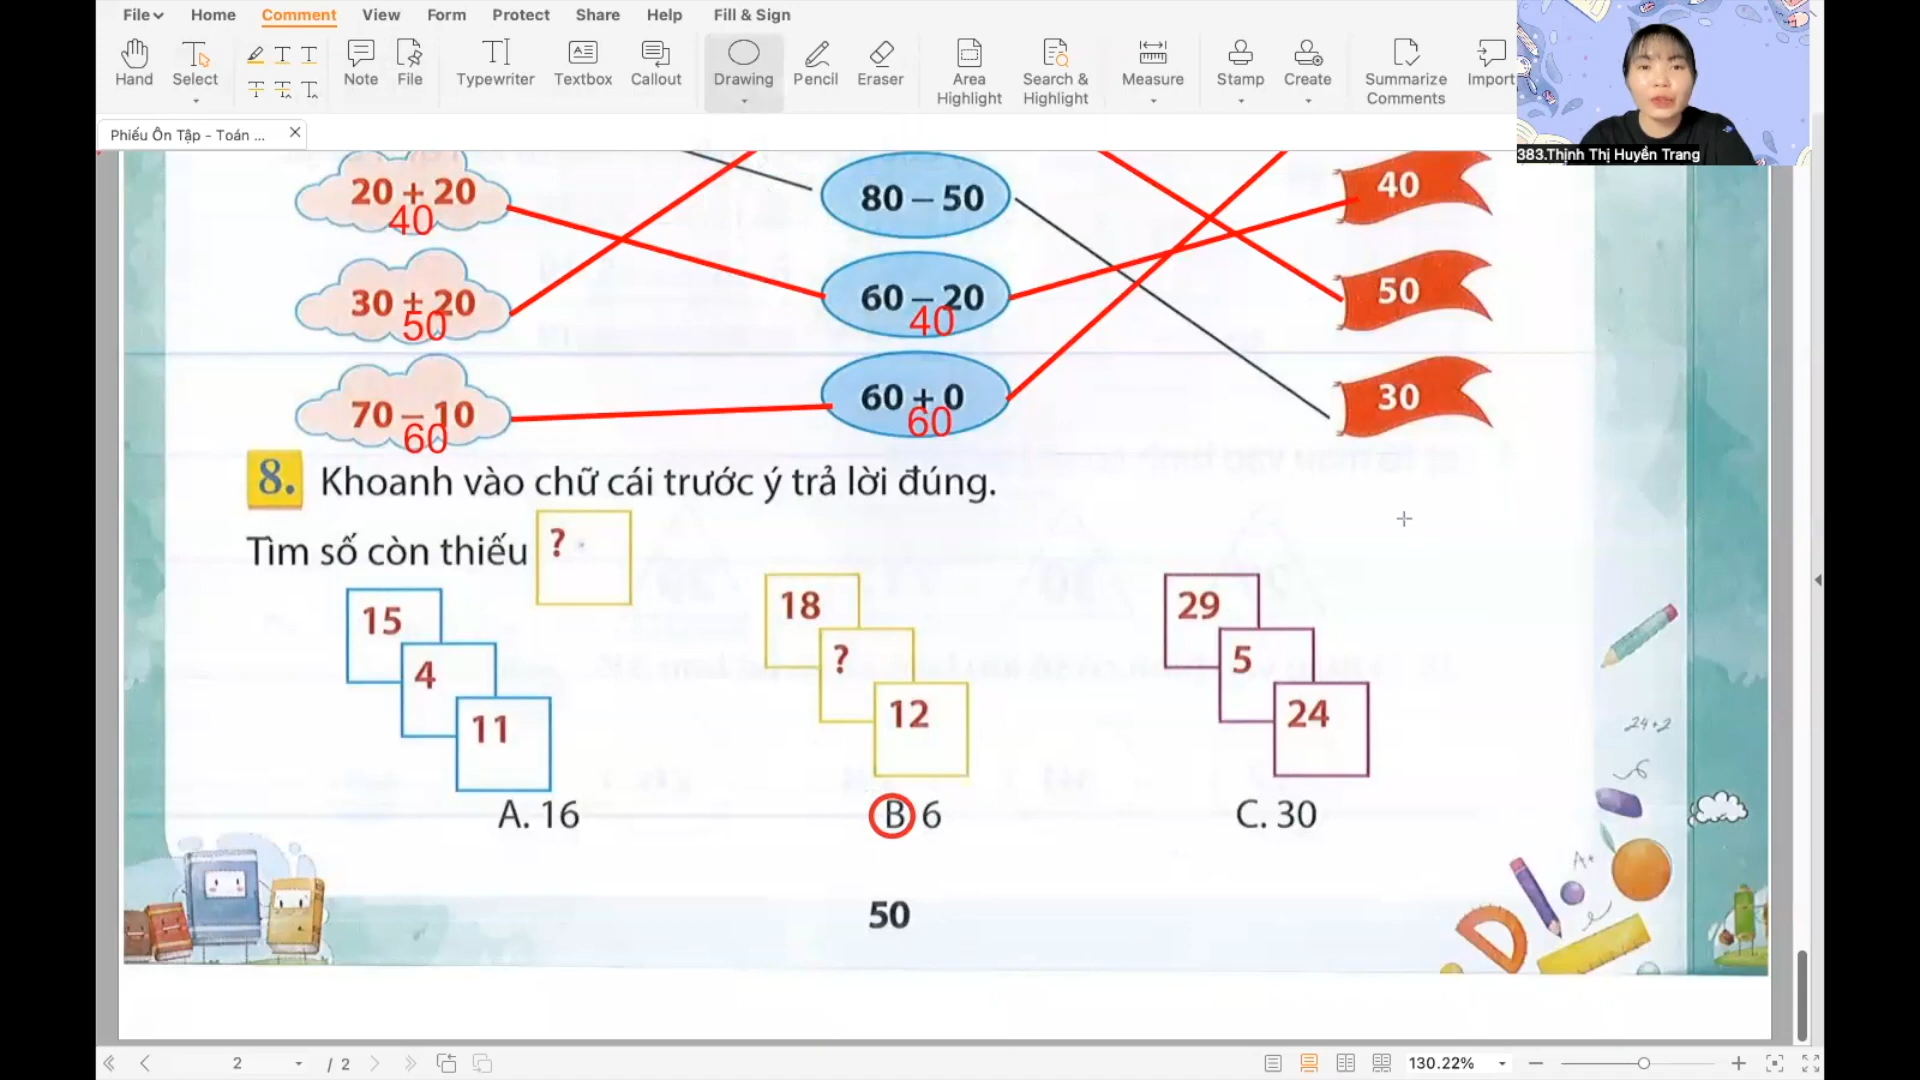 File Home Comment View Form Protect Share Help Fill & Sign
Hand Select Note File Typewriter Textbox Callout Drawing Pencil Eraser Area Highlight Search & Highlight Measure Stamp Create Summarize Comments Import
383.Thịnh Thị Huyền Trang
Phiếu Ôn Tập - Toán ...
20 + 20 80 – 50 40
40
30 + 20 60 – 20 50
50 40
70 – 10 60 + 0 30
60 60
8. Khoanh vào chữ cái trước ý trả lời đúng.
Tìm số còn thiếu ?
15 18 29
4 ? 5
11 12 24
24+2
A. 16 B 6 C. 30
A+
50
2 / 2 130.22%